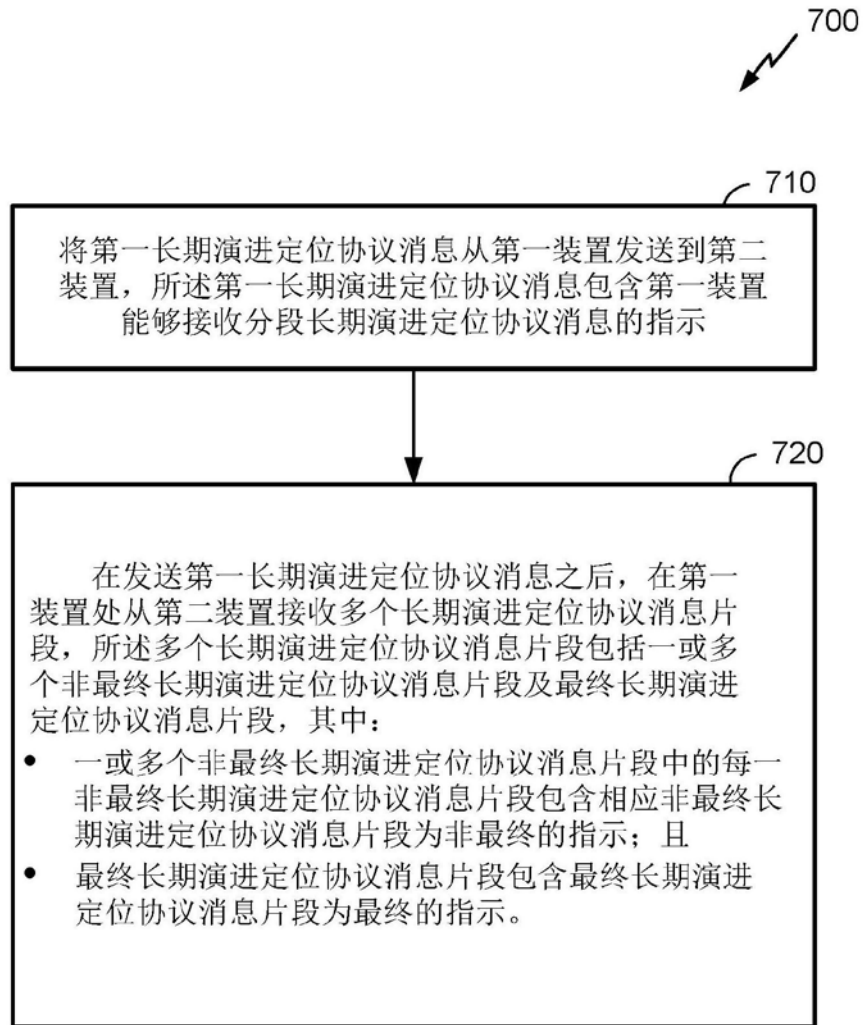 700
710
将第一长期演进定位协议消息从第一装置发送到第二
装置，所述第一长期演进定位协议消息包含第一装置
能够接收分段长期演进定位协议消息的指示
720
在发送第一长期演进定位协议消息之后，在第一
装置处从第二装置接收多个长期演进定位协议消息片
段，所述多个长期演进定位协议消息片段包括一或多
个非最终长期演进定位协议消息片段及最终长期演进
定位协议消息片段，其中：
• 一或多个非最终长期演进定位协议消息片段中的每一
非最终长期演进定位协议消息片段包含相应非最终长
期演进定位协议消息片段为非最终的指示；且
• 最终长期演进定位协议消息片段包含最终长期演进
定位协议消息片段为最终的指示。